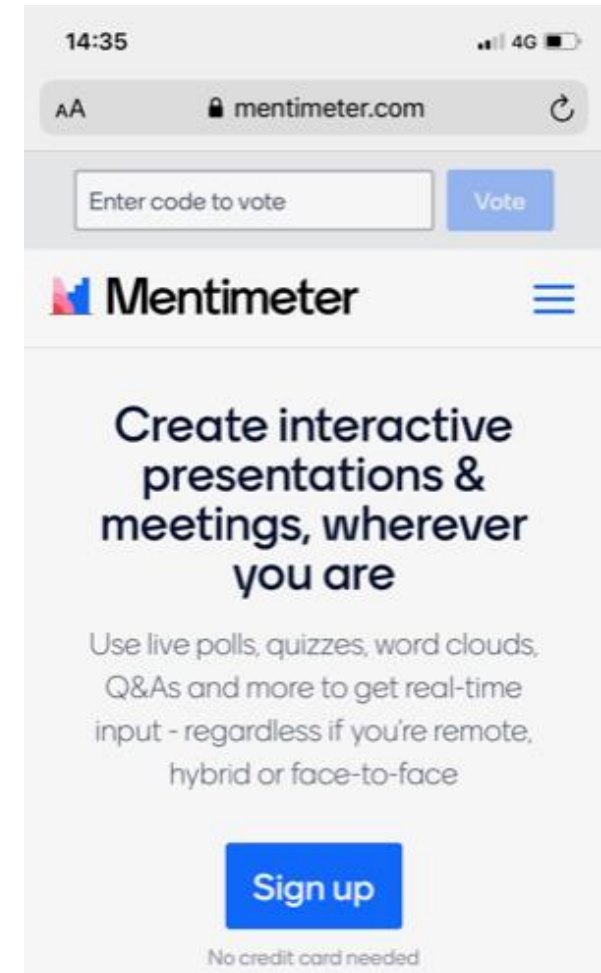 14:35 4G
AA mentimeter.com
Enter code to vote Vote
Mentimeter
Create interactive
presentations &
meetings, wherever
you are
Use live polls, quizzes, word clouds,
Q&As and more to get real-time
input - regardless if you're remote,
hybrid or face-to-face
Sign up
No credit card needed